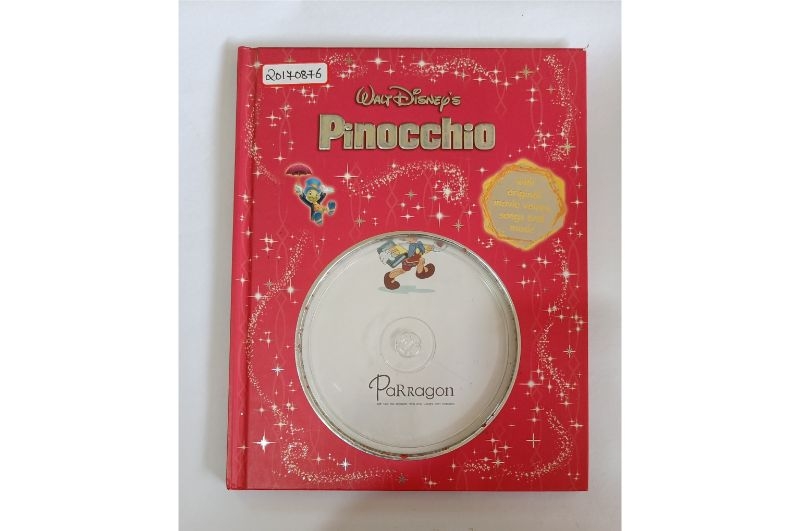 20170876
WALT DISNEY'S
Pinocchio
with
original
movie voices,
songs and
music
PaRRagon